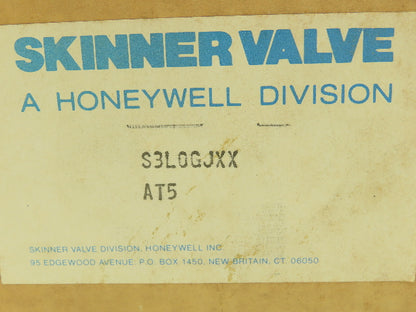 SKINNER VALVE
A HONEYWELL DIVISION
S3LOGJXX
AT5
SKINNER VALVE DIVISION, HONEYWELL INC.
95 EDGEWOOD AVENUE P.O. BOX 1450, NEW BRITAIN, CT. 06050